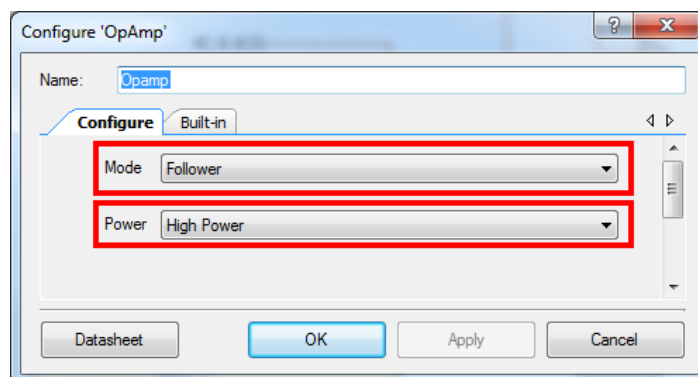 Configure 'OpAmp'
Name: Opamp
Configure Built-in
Mode Follower
Power High Power
Datasheet OK Apply Cancel